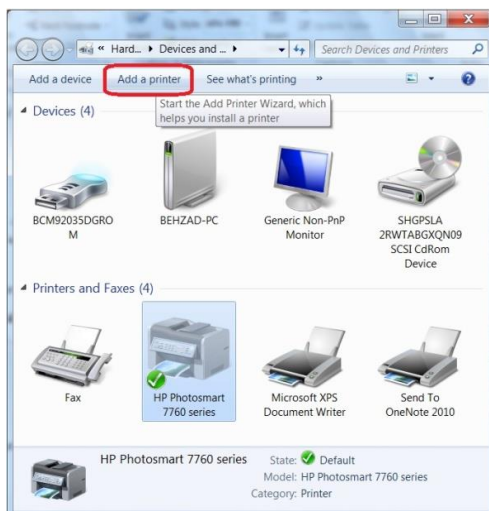 « Hard... ▸ Devices and ... ▸
Search Devices and Printers
Add a device Add a printer See what's printing »
Start the Add Printer Wizard, which
helps you install a printer
Devices (4)
BCM92035DGRO
M
BEHZAD-PC
Generic Non-PnP
Monitor
SHGPSLA
2RWTABGXQN09
SCSI CdRom
Device
Printers and Faxes (4)
Fax
HP Photosmart
7760 series
Microsoft XPS
Document Writer
Send To
OneNote 2010
HP Photosmart 7760 series State: Default
Model: HP Photosmart 7760 series
Category: Printer